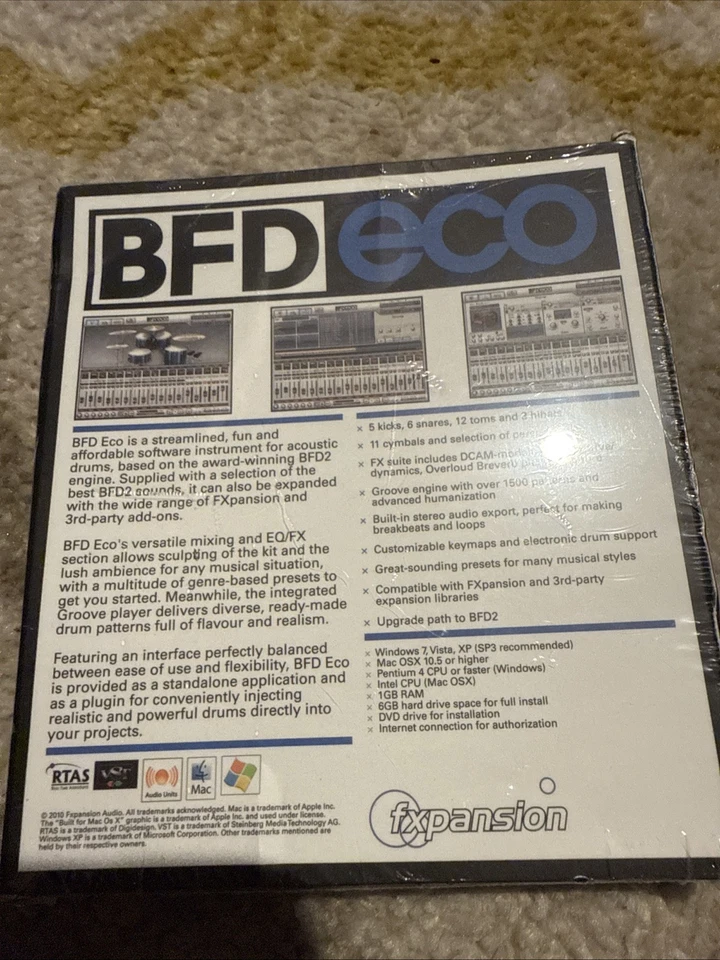 BFD eco
BFD Eco is a streamlined, fun and
affordable software instrument for acoustic
drums, based on the award-winning BFD2
engine. Supplied with a selection of the
best BFD2 sounds, it can also be expanded
with the wide range of FXpansion and
3rd-party add-ons.
BFD Eco's versatile mixing and EQ/FX
section allows sculpting of the kit and the
lush ambience for any musical situation,
with a multitude of genre-based presets to
get you started. Meanwhile, the integrated
Groove player delivers diverse, ready-made
drum patterns full of flavour and realism.
Featuring an interface perfectly balanced
between ease of use and flexibility, BFD Eco
is provided as a standalone application and
as a plugin for conveniently injecting
realistic and powerful drums directly into
your projects.
× 5 kicks, 6 snares, 12 toms and 3 hihats
× 11 cymbals and selection of
× FX suite includes
dynamics, Overloud
× Groove engine with over 1500 patterns and
advanced humanization
× Built-in stereo audio export, perfect for making
breakbeats and loops
× Customizable keymaps and electronic drum support
× Great-sounding presets for many musical styles
× Compatible with FXpansion and 3rd-party
expansion libraries
× Upgrade path to BFD2
× Windows 7, Vista, XP (SP3 recommended)
× Mac OSX 10.5 or higher
× Pentium 4 CPU or faster (Windows)
× Intel CPU (Mac OSX)
× 1GB RAM
× 6GB hard drive space for full install
× DVD drive for installation
× Internet connection for authorization
RTAS
VST
Audio Units
Mac
© 2010 Fxpansion Audio. All trademarks acknowledged. Mac is a trademark of Apple Inc.
The "Built for Mac Os X" graphic is a trademark of Apple Inc. and used under license.
RTAS is a trademark of Digidesign, VST is a trademark of Steinberg Media Technology AG.
Windows XP is a trademark of Microsoft Corporation. Other trademarks mentioned are
held by their respective owners.
fxpansion